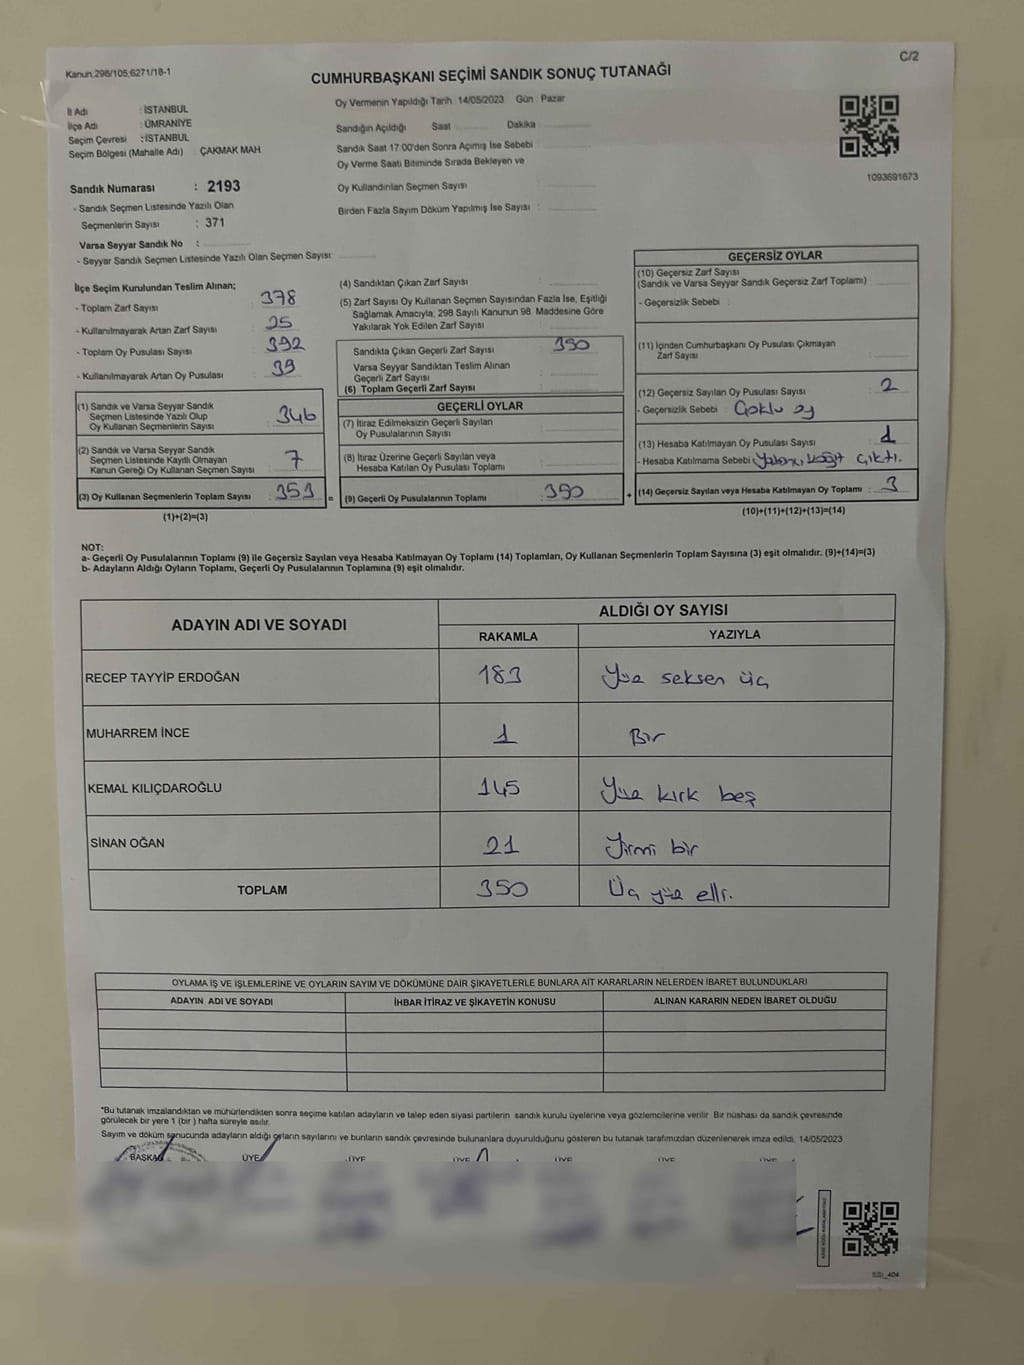 Kanun 298/105,6271/18-1
C/2
CUMHURBAŞKANI SEÇİMİ SANDIK SONUÇ TUTANAĞI
İl Adı : İSTANBUL
İlçe Adı : ÜMRANİYE
Seçim Çevresi : İSTANBUL
Seçim Bölgesi (Mahalle Adı) : ÇAKMAK MAH.
Sandık Numarası : 2193
- Sandık Seçmen Listesinde Yazılı Olan
Seçmenlerin Sayısı : 371
Varsa Seyyar Sandık No :
- Seyyar Sandık Seçmen Listesinde Yazılı Olan Seçmen Sayısı:
Oy Vermenin Yapıldığı Tarih 14/05/2023 Gün : Pazar
Sandığın Açıldığı Saat Dakika
Sandık Saat 17:00'den Sonra Açımış İse Sebebi
Oy Verme Saati Bitiminde Sırada Bekleyen ve
Oy Kullandırılan Seçmen Sayısı :
Birden Fazla Sayım Döküm Yapılmış İse Sayısı :
1093691673
İlçe Seçim Kurulundan Teslim Alınan;
- Toplam Zarf Sayısı : 378
- Kullanılmayarak Artan Zarf Sayısı : 25
- Toplam Oy Pusulası Sayısı : 392
- Kullanılmayarak Artan Oy Pusulası : 39
(1) Sandık ve Varsa Seyyar Sandık
Seçmen Listesinde Yazılı Olup
Oy Kullanan Seçmenlerin Sayısı : 346
(2) Sandık ve Varsa Seyyar Sandık
Seçmen Listesinde Kayıtlı Olmayan
Kanun Gereği Oy Kullanan Seçmen Sayısı : 7
(3) Oy Kullanan Seçmenlerin Toplam Sayısı : 353 =
(1)+(2)=(3)
(4) Sandıktan Çıkan Zarf Sayısı :
(5) Zarf Sayısı Oy Kullanan Seçmen Sayısından Fazla İse, Eşitliği
Sağlamak Amacıyla; 298 Sayılı Kanunun 98. Maddesine Göre
Yakılarak Yok Edilen Zarf Sayısı :
Sandıkta Çıkan Geçerli Zarf Sayısı : 350
Varsa Seyyar Sandıktan Teslim Alınan
Geçerli Zarf Sayısı :
(6) Toplam Geçerli Zarf Sayısı :
GEÇERLİ OYLAR
(7) İtiraz Edilmeksizin Geçerli Sayılan
Oy Pusulalarının Sayısı :
(8) İtiraz Üzerine Geçerli Sayılan veya
Hesaba Katılan Oy Pusulası Toplamı :
(9) Geçerli Oy Pusulalarının Toplamı : 350 +
GEÇERSİZ OYLAR
(10) Geçersiz Zarf Sayısı
(Sandık ve Varsa Seyyar Sandık Geçersiz Zarf Toplamı) :
- Geçersizlik Sebebi :
(11) İçinden Cumhurbaşkanı Oy Pusulası Çıkmayan
Zarf Sayısı :
(12) Geçersiz Sayılan Oy Pusulası Sayısı : 2
- Geçersizlik Sebebi : Çoklu oy
(13) Hesaba Katılmayan Oy Pusulası Sayısı : 1
- Hesaba Katılmama Sebebi : Yabancı kağıt çıktı.
(14) Geçersiz Sayılan veya Hesaba Katılmayan Oy Toplamı : 3
(10)+(11)+(12)+(13)=(14)
NOT:
a- Geçerli Oy Pusulalarının Toplamı (9) ile Geçersiz Sayılan veya Hesaba Katılmayan Oy Toplamı (14) Toplamları, Oy Kullanan Seçmenlerin Toplam Sayısına (3) eşit olmalıdır. (9)+(14)=(3)
b- Adayların Aldığı Oyların Toplamı, Geçerli Oy Pusulalarının Toplamına (9) eşit olmalıdır.
ADAYIN ADI VE SOYADI
ALDIĞI OY SAYISI
RAKAMLA YAZIYLA
RECEP TAYYİP ERDOĞAN 183 Yüz seksen üç
MUHARREM İNCE 1 Bir
KEMAL KILIÇDAROĞLU 145 Yüz kırk beş
SİNAN OĞAN 21 Yirmi bir
TOPLAM 350 Üç yüz elli.
OYLAMA İŞ VE İŞLEMLERİNE VE OYLARIN SAYIM VE DÖKÜMÜNE DAİR ŞİKAYETLERLE BUNLARA AİT KARARLARIN NELERDEN İBARET BULUNDUKLARI
ADAYIN ADI VE SOYADI İHBAR İTİRAZ VE ŞİKAYETİN KONUSU ALINAN KARARIN NEDEN İBARET OLDUĞU
*Bu tutanak imzalandıktan ve mühürlendikten sonra seçime katılan adayların ve talep eden siyasi partilerin sandık kurulu üyelerine veya gözlemcilerine verilir. Bir nüshası da sandık çevresinde
görülecek bir yere 1 (bir ) hafta süreyle asılır.
Sayım ve döküm sonucunda adayların aldığı oyların sayılarını ve bunların sandık çevresinde bulunanlara duyurulduğunu gösteren bu tutanak tarafımızdan düzenlenerek imza edildi. 14/05/2023
BAŞKAN ÜYE ÜYE ÜYE ÜYE ÜYE ÜYE